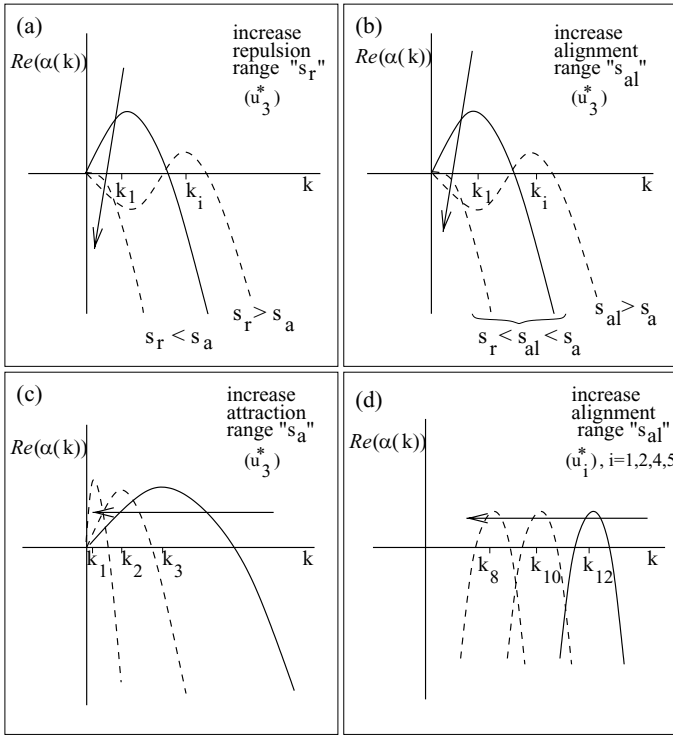 (a)
increase
repulsion
range "s_r"
(u*_3)
Re(α(k))
k_1
k_i
k
s_r > s_a
s_r < s_a
(b)
increase
alignment
range "s_al"
(u*_3)
Re(α(k))
k_1
k_i
k
s_al > s_a
s_r < s_al < s_a
(c)
increase
attraction
range "s_a"
(u*_3)
Re(α(k))
k_1
k_2
k_3
k
(d)
increase
alignment
range "s_al"
(u*_i), i=1,2,4,5
Re(α(k))
k_8
k_10
k_12
k